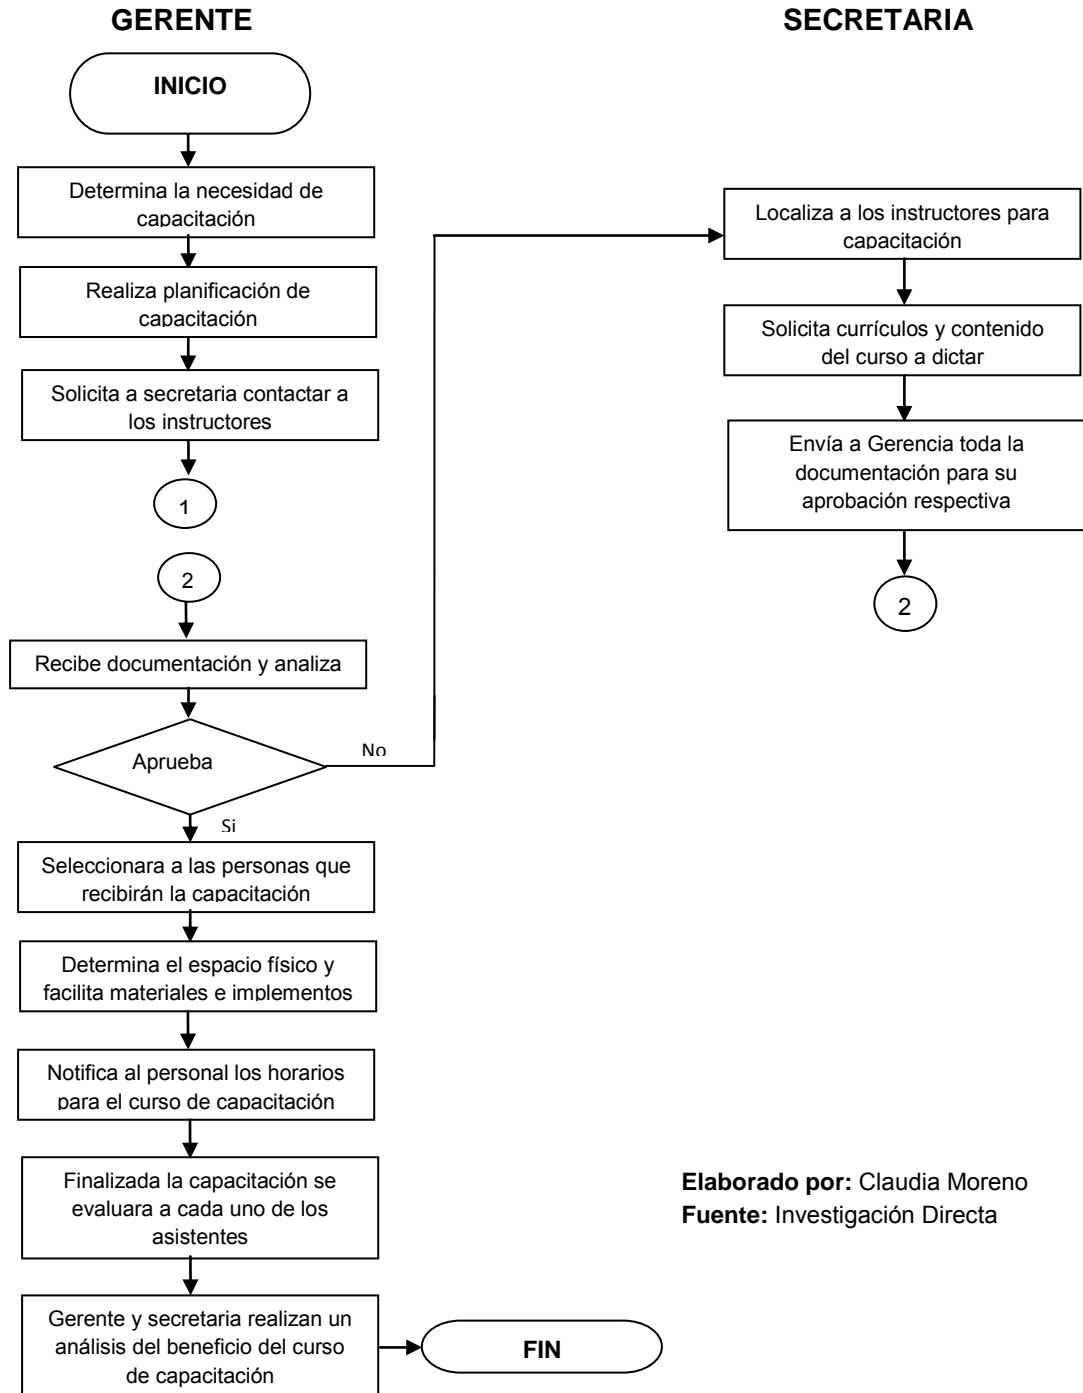 GERENTE
SECRETARIA
INICIO
Determina la necesidad de
capacitación
Realiza planificación de
capacitación
Solicita a secretaria contactar a
los instructores
1
2
Recibe documentación y analiza
Aprueba
No
Si
Seleccionara a las personas que
recibirán la capacitación
Determina el espacio físico y
facilita materiales e implementos
Notifica al personal los horarios
para el curso de capacitación
Finalizada la capacitación se
evaluara a cada uno de los
asistentes
Gerente y secretaria realizan un
análisis del beneficio del curso
de capacitación
FIN
Localiza a los instructores para
capacitación
Solicita currículos y contenido
del curso a dictar
Envía a Gerencia toda la
documentación para su
aprobación respectiva
2
Elaborado por: Claudia Moreno
Fuente: Investigación Directa